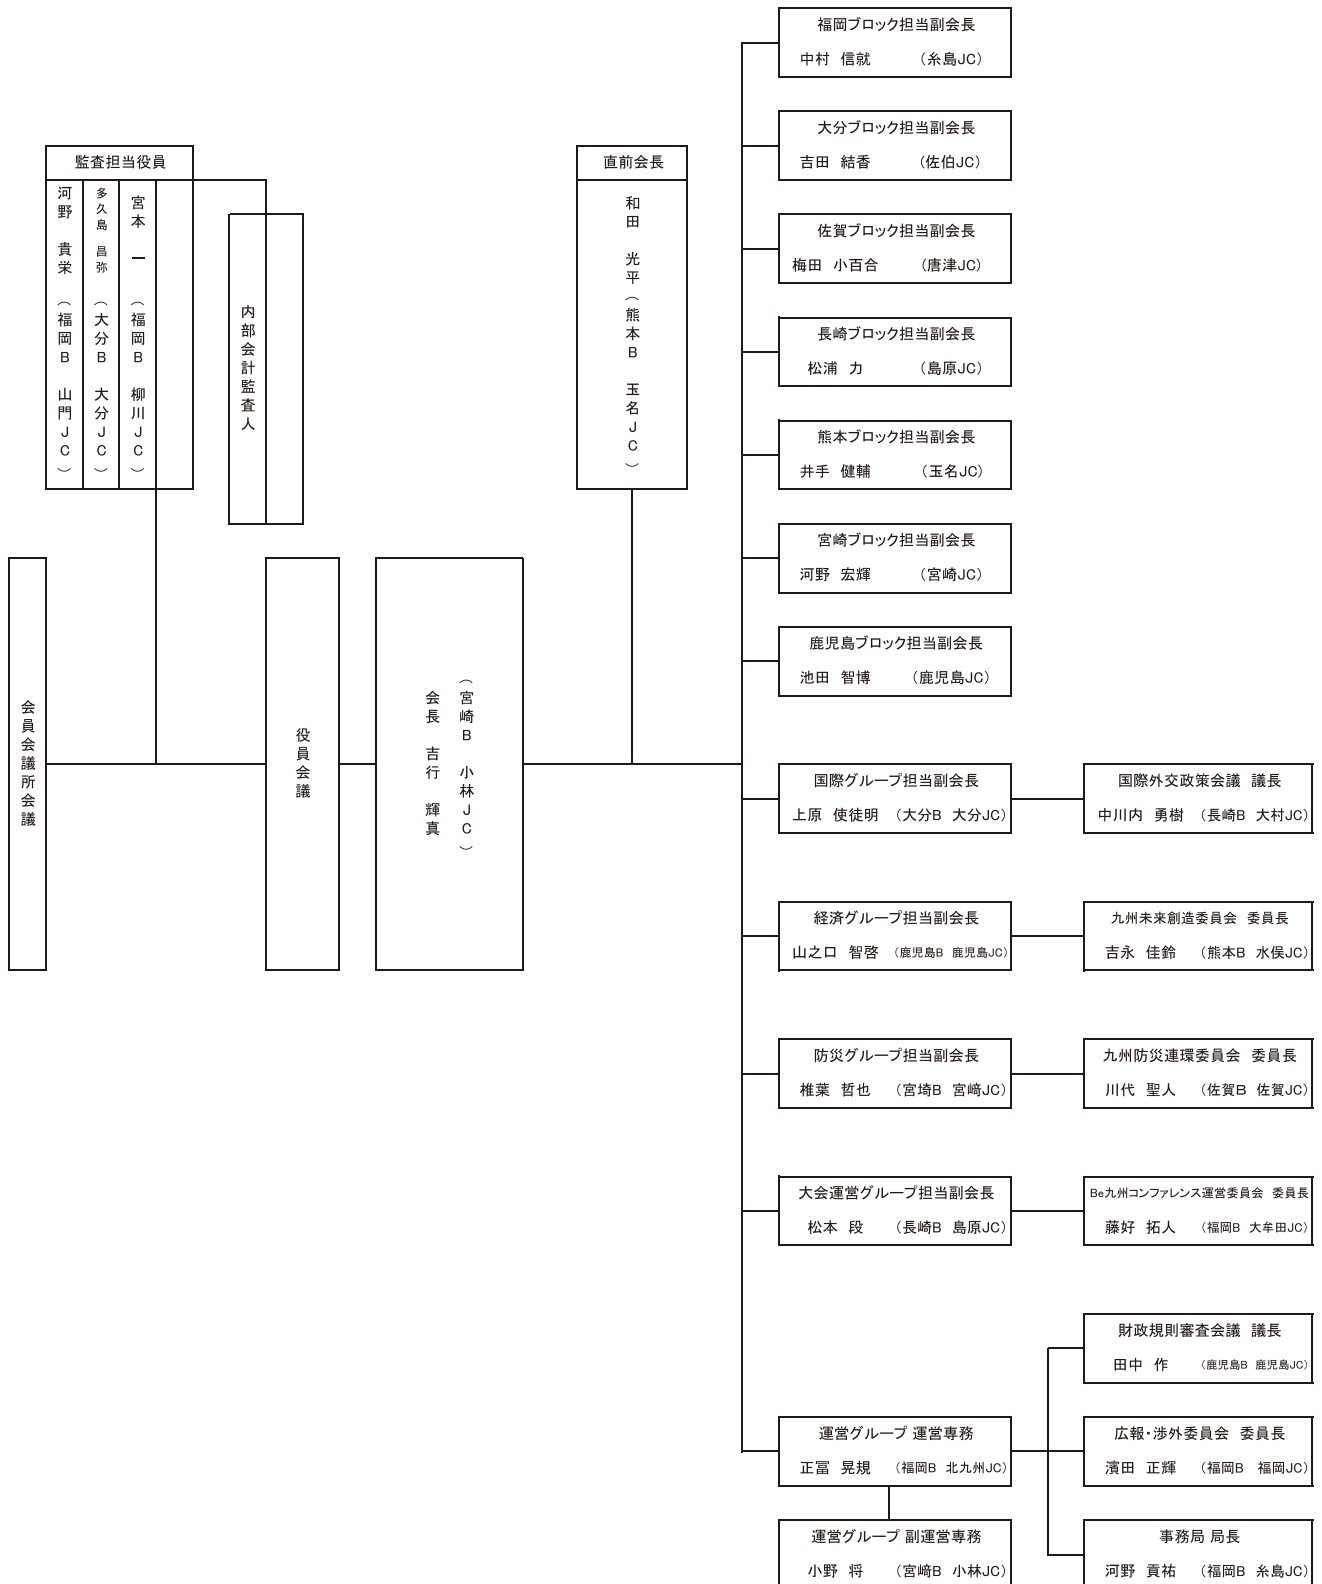 監査担当役員
河野 貴栄（福岡B 山門JC）
多久島 昌弥（大分B 大分JC）
宮本 一（福岡B 柳川JC）
内部会計監査人
直前会長
和田 光平（熊本B 玉名JC）
会員会議所会議
役員会議
（宮崎B 小林JC）
会長 吉行 輝真
福岡ブロック担当副会長
中村 信就 （糸島JC）
大分ブロック担当副会長
吉田 結香 （佐伯JC）
佐賀ブロック担当副会長
梅田 小百合 （唐津JC）
長崎ブロック担当副会長
松浦 力 （島原JC）
熊本ブロック担当副会長
井手 健輔 （玉名JC）
宮崎ブロック担当副会長
河野 宏輝 （宮崎JC）
鹿児島ブロック担当副会長
池田 智博 （鹿児島JC）
国際グループ担当副会長
上原 使徒明 （大分B 大分JC）
国際外交政策会議 議長
中川内 勇樹 （長崎B 大村JC）
経済グループ担当副会長
山之口 智啓 （鹿児島B 鹿児島JC）
九州未来創造委員会 委員長
吉永 佳鈴 （熊本B 水俣JC）
防災グループ担当副会長
椎葉 哲也 （宮埼B 宮﨑JC）
九州防災連環委員会 委員長
川代 聖人 （佐賀B 佐賀JC）
大会運営グループ担当副会長
松本 段 （長崎B 島原JC）
Be九州コンファレンス運営委員会 委員長
藤好 拓人 （福岡B 大牟田JC）
財政規則審査会議 議長
田中 作 （鹿児島B 鹿児島JC）
運営グループ 運営専務
正冨 晃規 （福岡B 北九州JC）
広報・渉外委員会 委員長
濱田 正輝 （福岡B 福岡JC）
運営グループ 副運営専務
小野 将 （宮﨑B 小林JC）
事務局 局長
河野 貢祐 （福岡B 糸島JC）